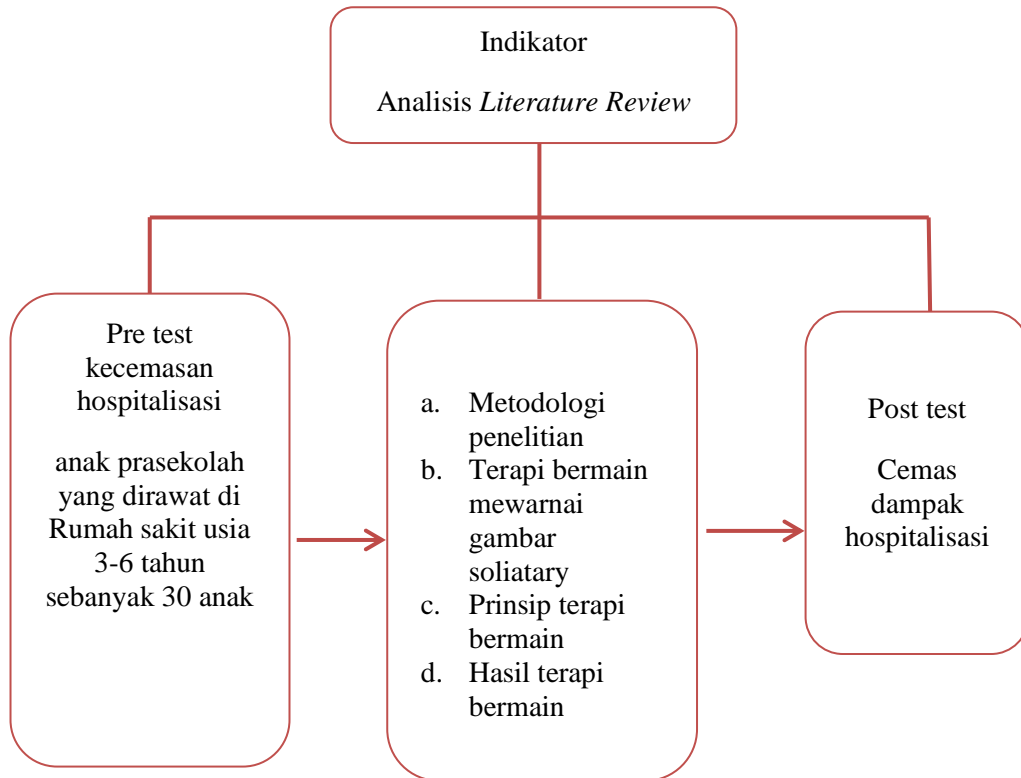 Indikator
Analisis Literature Review
Pre test
kecemasan
hospitalisasi
anak prasekolah
yang dirawat di
Rumah sakit usia
3-6 tahun
sebanyak 30 anak
a. Metodologi
penelitian
b. Terapi bermain
mewarnai
gambar
soliatary
c. Prinsip terapi
bermain
d. Hasil terapi
bermain
Post test
Cemas
dampak
hospitalisasi